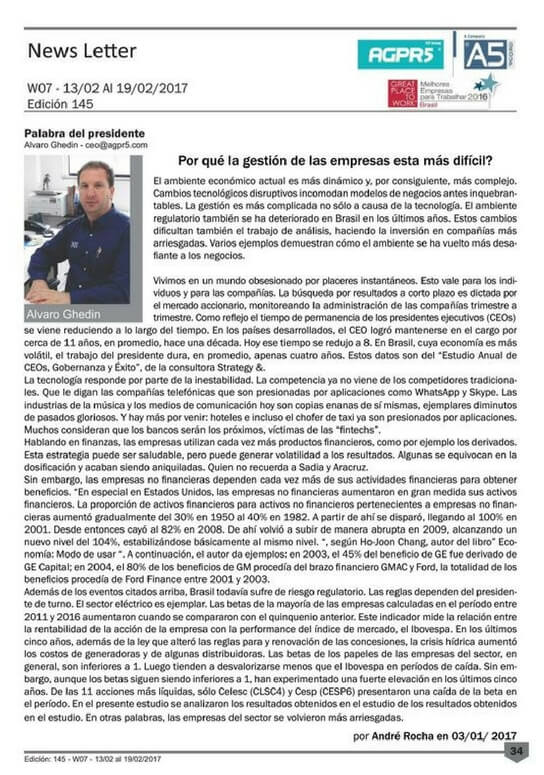 News Letter
AGPR5
A Company
A5
W07 - 13/02 Al 19/02/2017
Edición 145
GREAT
PLACE
TO
WORK
Melhores
Empresas
para Trabalhar 2016
Brasil
Palabra del presidente
Alvaro Ghedin - ceo@agpr5.com
Por qué la gestión de las empresas esta más difícil?
El ambiente económico actual es más dinámico y, por consiguiente, más complejo.
Cambios tecnológicos disruptivos incomodan modelos de negocios antes inquebran-
tables. La gestión es más complicada no sólo a causa de la tecnología. El ambiente
regulatorio también se ha deteriorado en Brasil en los últimos años. Estos cambios
dificultan también el trabajo de análisis, haciendo la inversión en compañías más
arriesgadas. Varios ejemplos demuestran cómo el ambiente se ha vuelto más desa-
fiante a los negocios.
Alvaro Ghedin
Vivimos en un mundo obsesionado por placeres instantáneos. Esto vale para los indi-
viduos y para las compañías. La búsqueda por resultados a corto plazo es dictada por
el mercado accionario, monitoreando la administración de las compañías trimestre a
trimestre. Como reflejo el tiempo de permanencia de los presidentes ejecutivos (CEOs)
se viene reduciendo a lo largo del tiempo. En los países desarrollados, el CEO logró mantenerse en el cargo por
cerca de 11 años, en promedio, hace una década. Hoy ese tiempo se redujo a 8. En Brasil, cuya economía es más
volátil, el trabajo del presidente dura, en promedio, apenas cuatro años. Estos datos son del "Estudio Anual de
CEOs, Gobernanza y Éxito", de la consultora Strategy &.
La tecnología responde por parte de la inestabilidad. La competencia ya no viene de los competidores tradiciona-
les. Que le digan las compañías telefónicas que son presionadas por aplicaciones como WhatsApp y Skype. Las
industrias de la música y los medios de comunicación hoy son copias enanas de sí mismas, ejemplares diminutos
de pasados gloriosos. Y hay más por venir: hoteles e incluso el chofer de taxi ya son presionados por aplicaciones.
Muchos consideran que los bancos serán los próximos, víctimas de las "fintechs".
Hablando en finanzas, las empresas utilizan cada vez más productos financieros, como por ejemplo los derivados.
Esta estrategia puede ser saludable, pero puede generar volatilidad a los resultados. Algunas se equivocan en la
dosificación y acaban siendo aniquiladas. Quien no recuerda a Sadia y Aracruz.
Sin embargo, las empresas no financieras dependen cada vez más de sus actividades financieras para obtener
beneficios. "En especial en Estados Unidos, las empresas no financieras aumentaron en gran medida sus activos
financieros. La proporción de activos financieros para activos no financieros pertenecientes a empresas no finan-
cieras aumentó gradualmente del 30% en 1950 al 40% en 1982. A partir de ahí se disparó, llegando al 100% en
2001. Desde entonces cayó al 82% en 2008. De ahí volvió a subir de manera abrupta en 2009, alcanzando un
nuevo nivel del 104%, estabilizándose básicamente al mismo nivel. ", según Ho-Joon Chang, autor del libro" Eco-
nomía: Modo de usar ". A continuación, el autor da ejemplos: en 2003, el 45% del beneficio de GE fue derivado de
GE Capital; en 2004, el 80% de los beneficios de GM procedía del brazo financiero GMAC y Ford, la totalidad de los
beneficios procedía de Ford Finance entre 2001 y 2003.
Además de los eventos citados arriba, Brasil todavía sufre de riesgo regulatorio. Las reglas dependen del presiden-
te de turno. El sector eléctrico es ejemplar. Las betas de la mayoría de las empresas calculadas en el período entre
2011 y 2016 aumentaron cuando se compararon con el quinquenio anterior. Este indicador mide la relación entre
la rentabilidad de la acción de la empresa con la performance del índice de mercado, el Ibovespa. En los últimos
cinco años, además de la ley que alteró las reglas para y renovación de las concesiones, la crisis hídrica aumentó
los costos de generadoras y de algunas distribuidoras. Las betas de los papeles de las empresas del sector, en
general, son inferiores a 1. Luego tienden a desvalorizarse menos que el Ibovespa en períodos de caída. Sin em-
bargo, aunque los betas siguen siendo inferiores a 1, han experimentado una fuerte elevación en los últimos cinco
años. De las 11 acciones más líquidas, sólo Celesc (CLSC4) y Cesp (CESP6) presentaron una caída de la beta en
el período. En el presente estudio se analizaron los resultados obtenidos en el estudio de los resultados obtenidos
en el estudio. En otras palabras, las empresas del sector se volvieron más arriesgadas.
por André Rocha en 03/01/ 2017
34
Edición: 145 - W07 - 13/02 al 19/02/2017